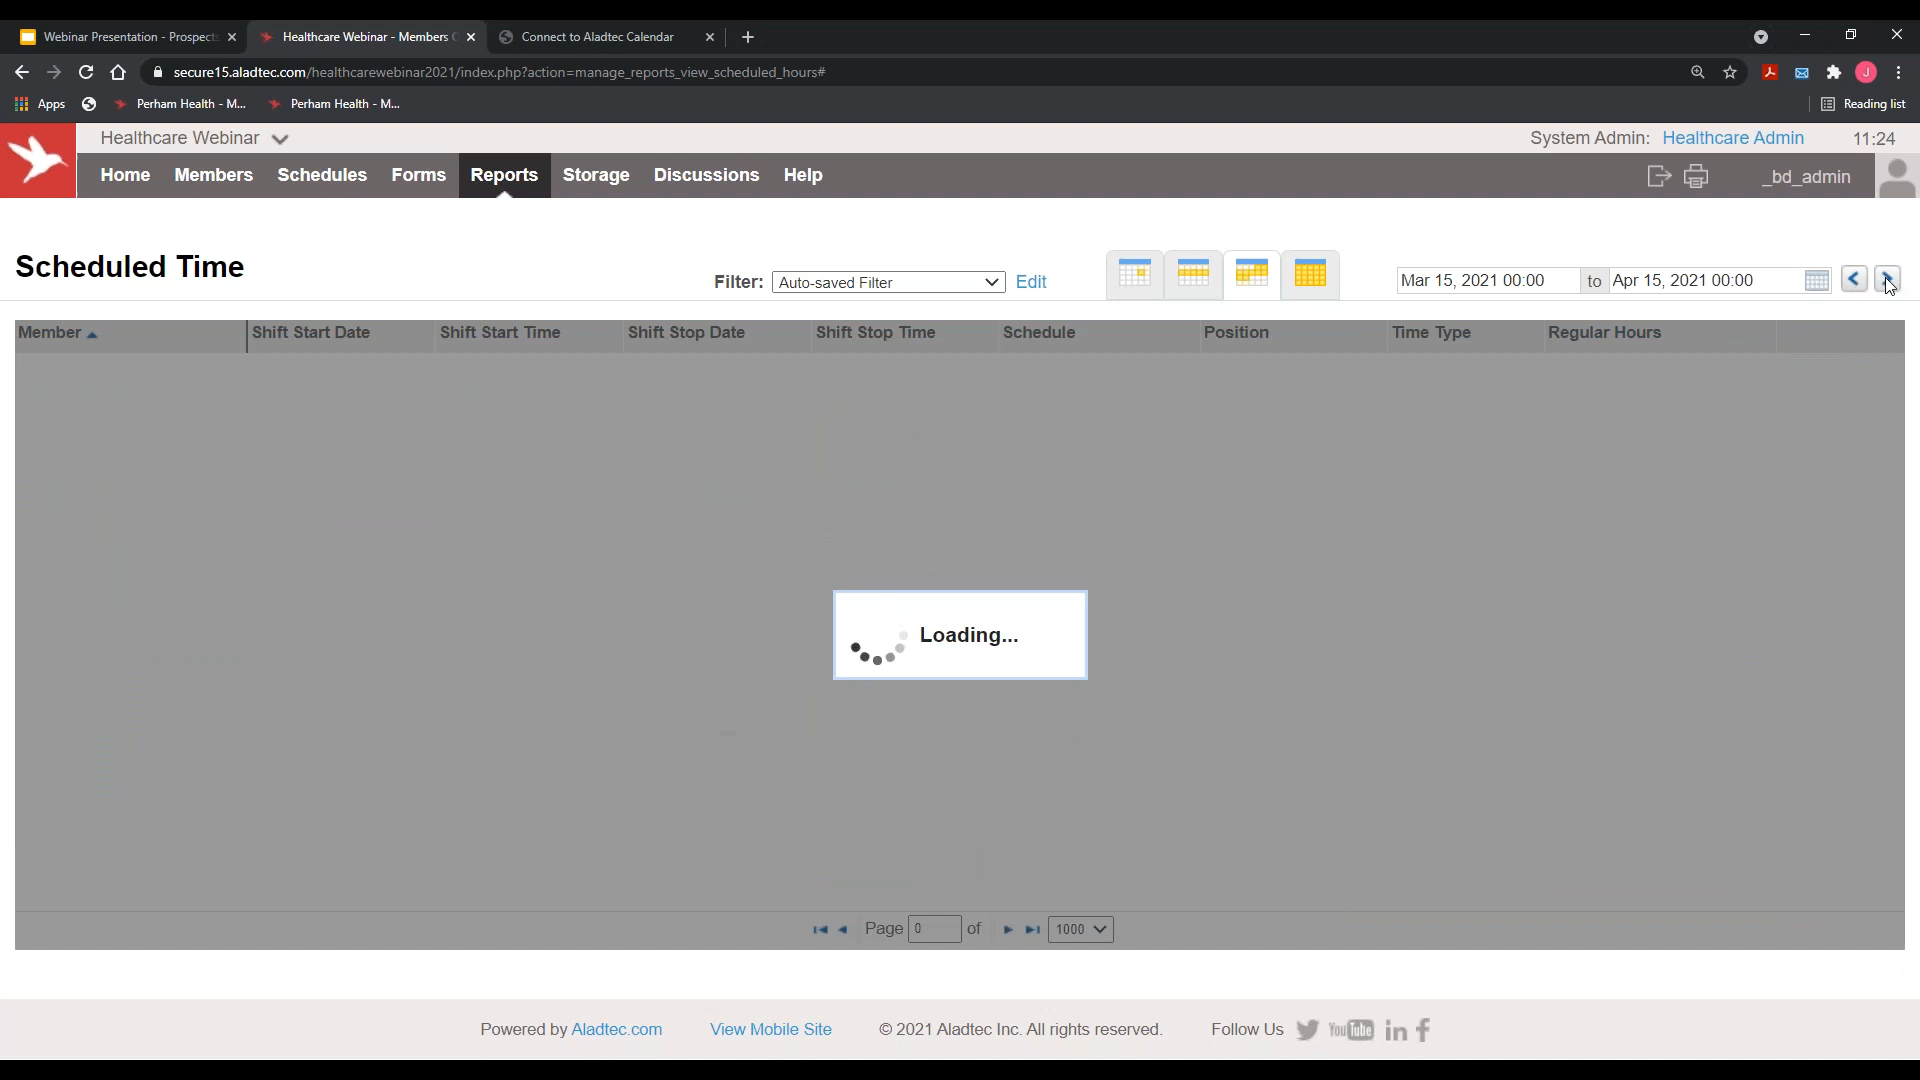 Webinar Presentation - Prospects
Healthcare Webinar - Members O
Connect to Aladtec Calendar
secure15.aladtec.com/healthcarewebinar2021/index.php?action=manage_reports_view_scheduled_hours#
Apps
Perham Health - M...
Perham Health - M...
Reading list
Healthcare Webinar
System Admin: Healthcare Admin
11:24
Home
Members
Schedules
Forms
Reports
Storage
Discussions
Help
_bd_admin
Scheduled Time
Filter: Auto-saved Filter Edit
Mar 15, 2021 00:00 to Apr 15, 2021 00:00
Member
Shift Start Date
Shift Start Time
Shift Stop Date
Shift Stop Time
Schedule
Position
Time Type
Regular Hours
Loading...
Page 0 of
1000
Powered by Aladtec.com
View Mobile Site
© 2021 Aladtec Inc. All rights reserved.
Follow Us
YouTube
in
f